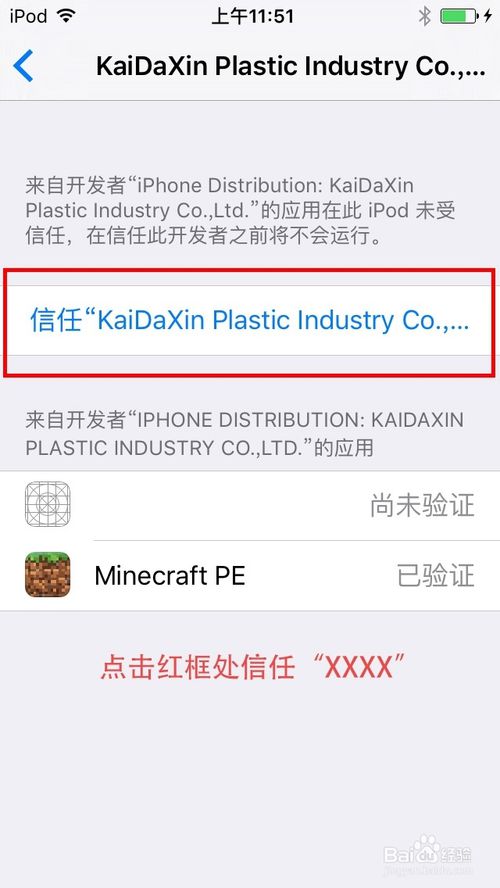 iPod 上午11:51
KaiDaXin Plastic Industry Co.,...
来自开发者“iPhone Distribution: KaiDaXin
Plastic Industry Co.,Ltd.”的应用在此 iPod 未受
信任，在信任此开发者之前将不会运行。
信任“KaiDaXin Plastic Industry Co.,...
来自开发者“IPHONE DISTRIBUTION: KAIDAXIN
PLASTIC INDUSTRY CO.,LTD.”的应用
尚未验证
Minecraft PE 已验证
点击红框处信任“XXXX”
Baidu 经验
jingyan.baidu.com